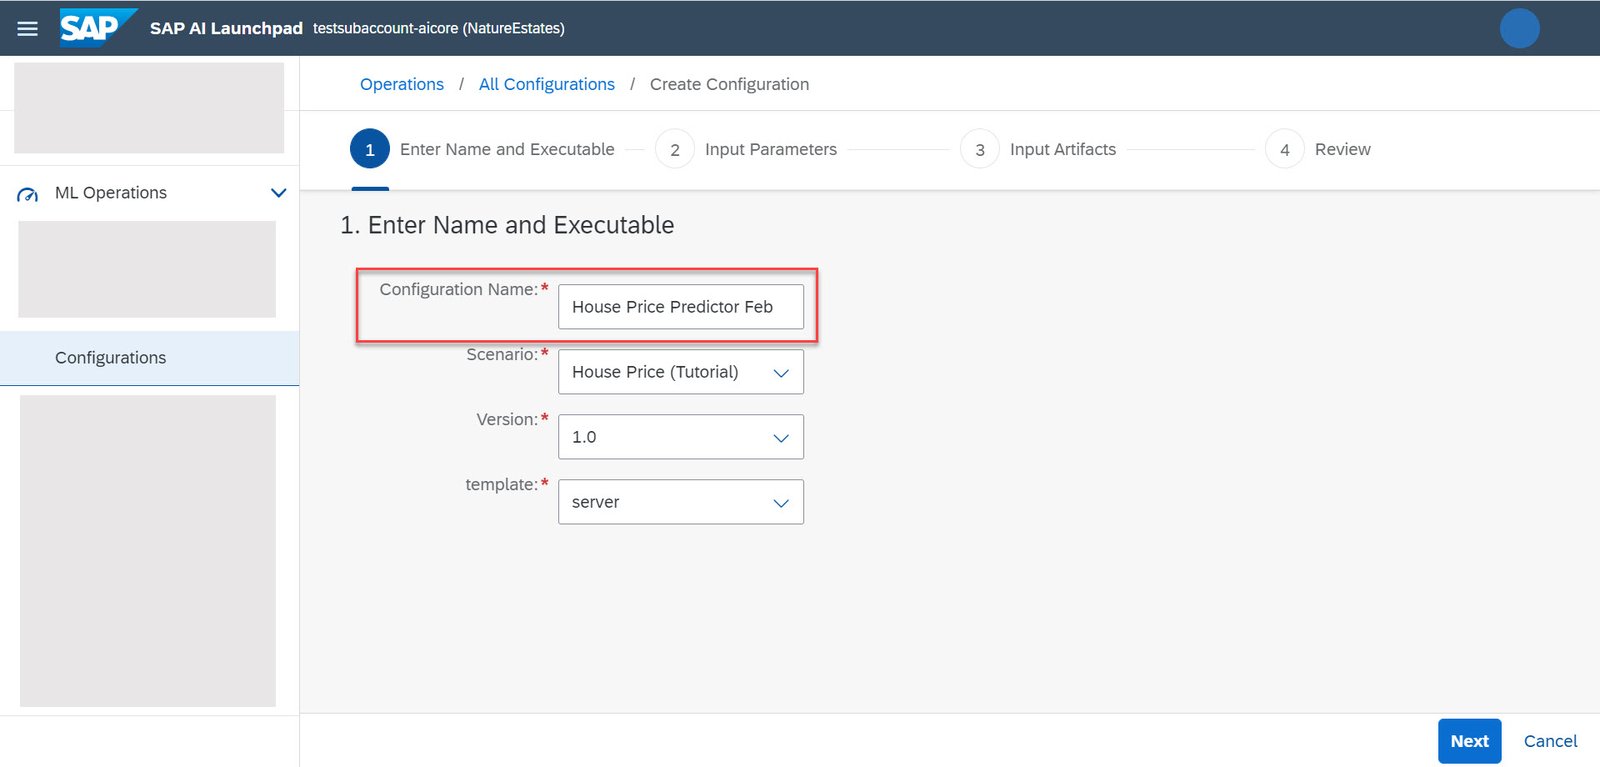 SAP SAP AI Launchpad testsubaccount-aicore (NatureEstates)
Operations / All Configurations / Create Configuration
1 Enter Name and Executable 2 Input Parameters 3 Input Artifacts 4 Review
ML Operations
1. Enter Name and Executable
Configuration Name:* House Price Predictor Feb
Configurations
Scenario:* House Price (Tutorial)
Version:* 1.0
template:* server
Next Cancel